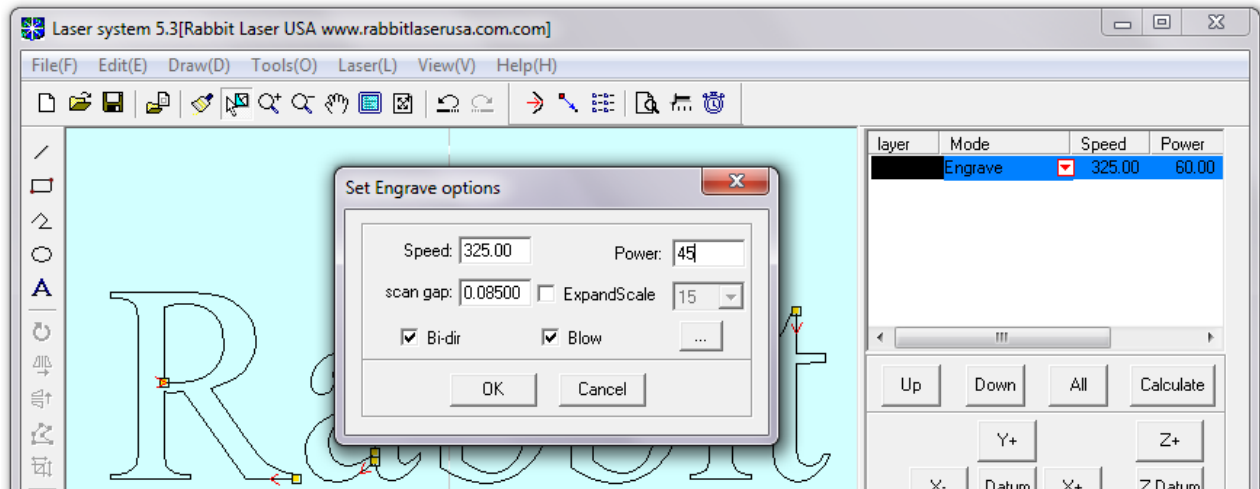 Laser system 5.3[Rabbit Laser USA www.rabbitlaserusa.com.com]
File(F) Edit(E) Draw(D) Tools(O) Laser(L) View(V) Help(H)
layer Mode Speed Power
Engrave 325.00 60.00
Set Engrave options
Speed: 325.00 Power: 45
scan gap: 0.08500 ExpandScale 15
Bi-dir Blow ...
OK Cancel
A
Rabbit
Up Down All Calculate
Y+ Z+
X- Datum X+ Z Datum